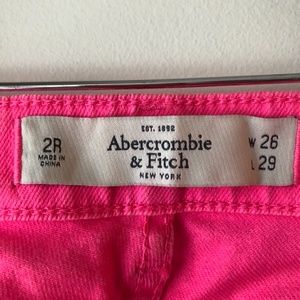 EST. 1892
2R
MADE IN
CHINA
Abercrombie
& Fitch
NEW YORK
W 26
L 29